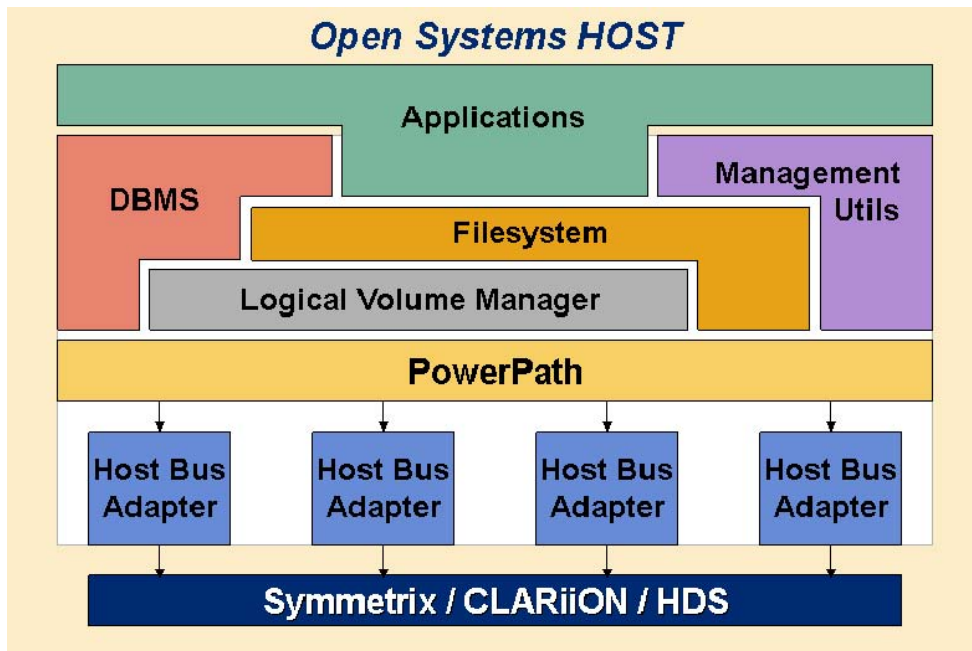 Open Systems HOST
Applications
DBMS
Management
Utils
Filesystem
Logical Volume Manager
PowerPath
Host Bus
Adapter
Host Bus
Adapter
Host Bus
Adapter
Host Bus
Adapter
Symmetrix / CLARiiON / HDS